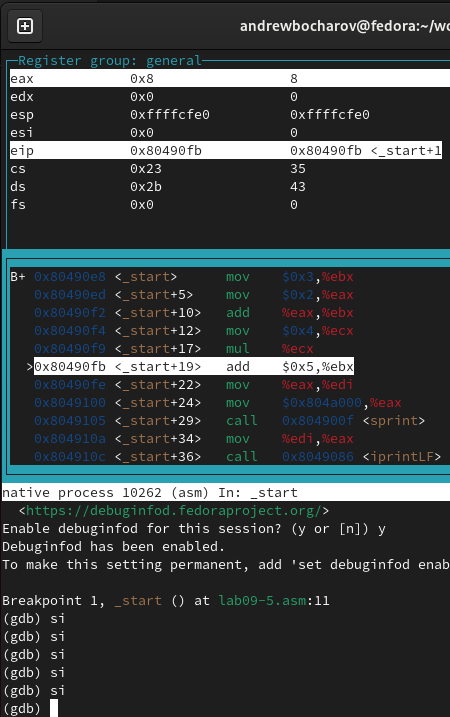 andrewbocharov@fedora:~/wo
Register group: general
eax 0x8 8
edx 0x0 0
esp 0xffffcfe0 0xffffcfe0
esi 0x0 0
eip 0x80490fb 0x80490fb <_start+1
cs 0x23 35
ds 0x2b 43
fs 0x0 0
B+ 0x80490e8 <_start> mov $0x3,%ebx
0x80490ed <_start+5> mov $0x2,%eax
0x80490f2 <_start+10> add %eax,%ebx
0x80490f4 <_start+12> mov $0x4,%ecx
0x80490f9 <_start+17> mul %ecx
>0x80490fb <_start+19> add $0x5,%ebx
0x80490fe <_start+22> mov %eax,%edi
0x8049100 <_start+24> mov $0x804a000,%eax
0x8049105 <_start+29> call 0x804900f <sprint>
0x804910a <_start+34> mov %edi,%eax
0x804910c <_start+36> call 0x8049086 <iprintLF>
native process 10262 (asm) In: _start
<https://debuginfod.fedoraproject.org/>
Enable debuginfod for this session? (y or [n]) y
Debuginfod has been enabled.
To make this setting permanent, add 'set debuginfod enab
Breakpoint 1, _start () at lab09-5.asm:11
(gdb) si
(gdb) si
(gdb) si
(gdb) si
(gdb) si
(gdb)